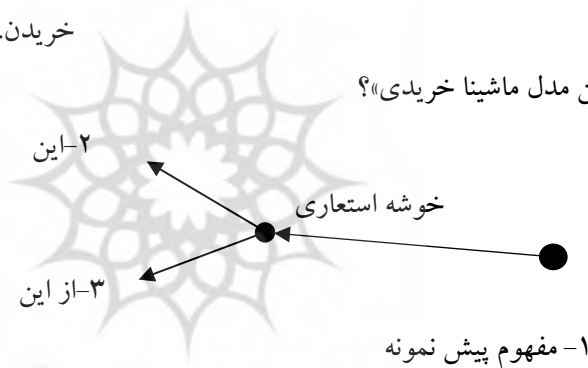 خریدن.
مدل ماشینا خریدی»؟
۲-این
خوشه استعاری
۳-از این
۱- مفهوم پیش نمونه